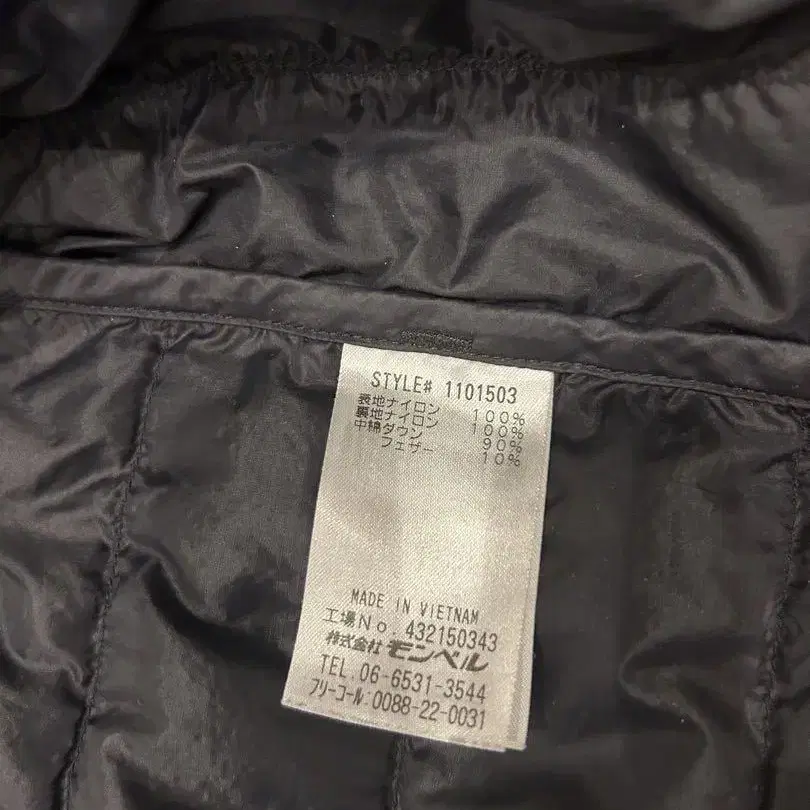 STYLE# 1101503
表地ナイロン 100%
裏地ナイロン 100%
中綿ダウン 90%
フェザー 10%
MADE IN VIETNAM
工場No. 432150343
株式会社モンベル
TEL:06-6531-3544
フリーコール:0088-22-0031